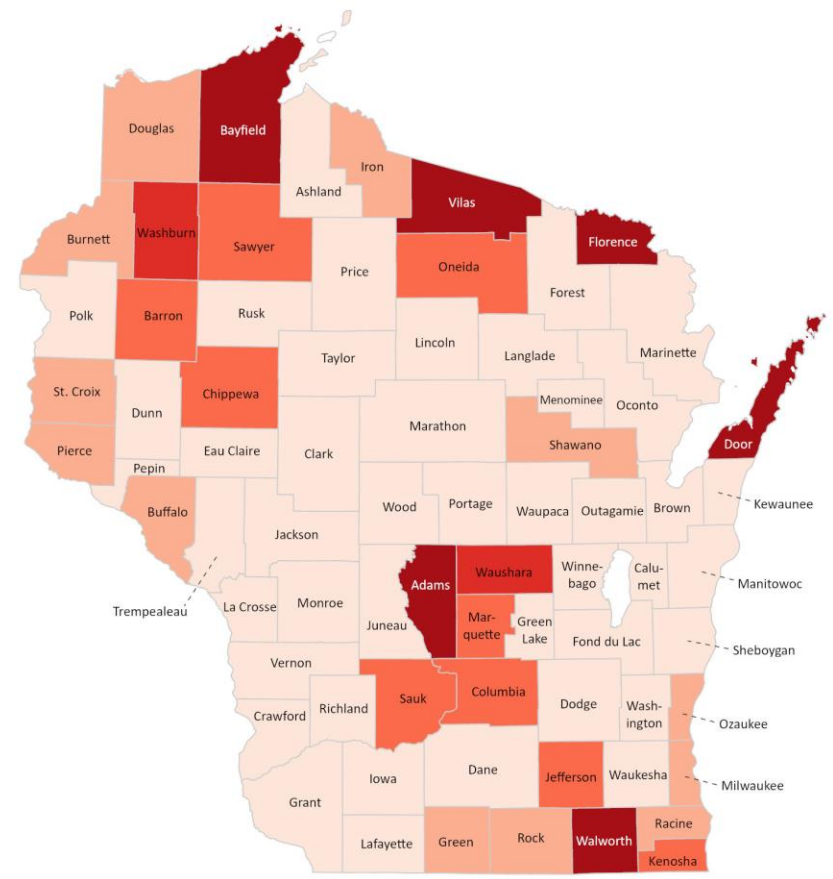 Douglas
Bayfield
Iron
Ashland
Vilas
Florence
Burnett
Washburn
Sawyer
Price
Oneida
Forest
Polk
Barron
Rusk
Lincoln
Langlade
Marinette
Taylor
St. Croix
Dunn
Chippewa
Menominee
Oconto
Marathon
Shawano
Door
Pierce
Eau Claire
Clark
Pepin
Kewaunee
Buffalo
Wood
Portage
Waupaca
Outagamie
Brown
Jackson
Trempealeau
Adams
Waushara
Winne-
bago
Calu-
met
Manitowoc
La Crosse
Monroe
Juneau
Mar-
quette
Green
Lake
Fond du Lac
Sheboygan
Vernon
Sauk
Columbia
Dodge
Wash-
ington
Ozaukee
Crawford
Richland
Iowa
Dane
Jefferson
Waukesha
Milwaukee
Grant
Lafayette
Green
Rock
Walworth
Racine
Kenosha